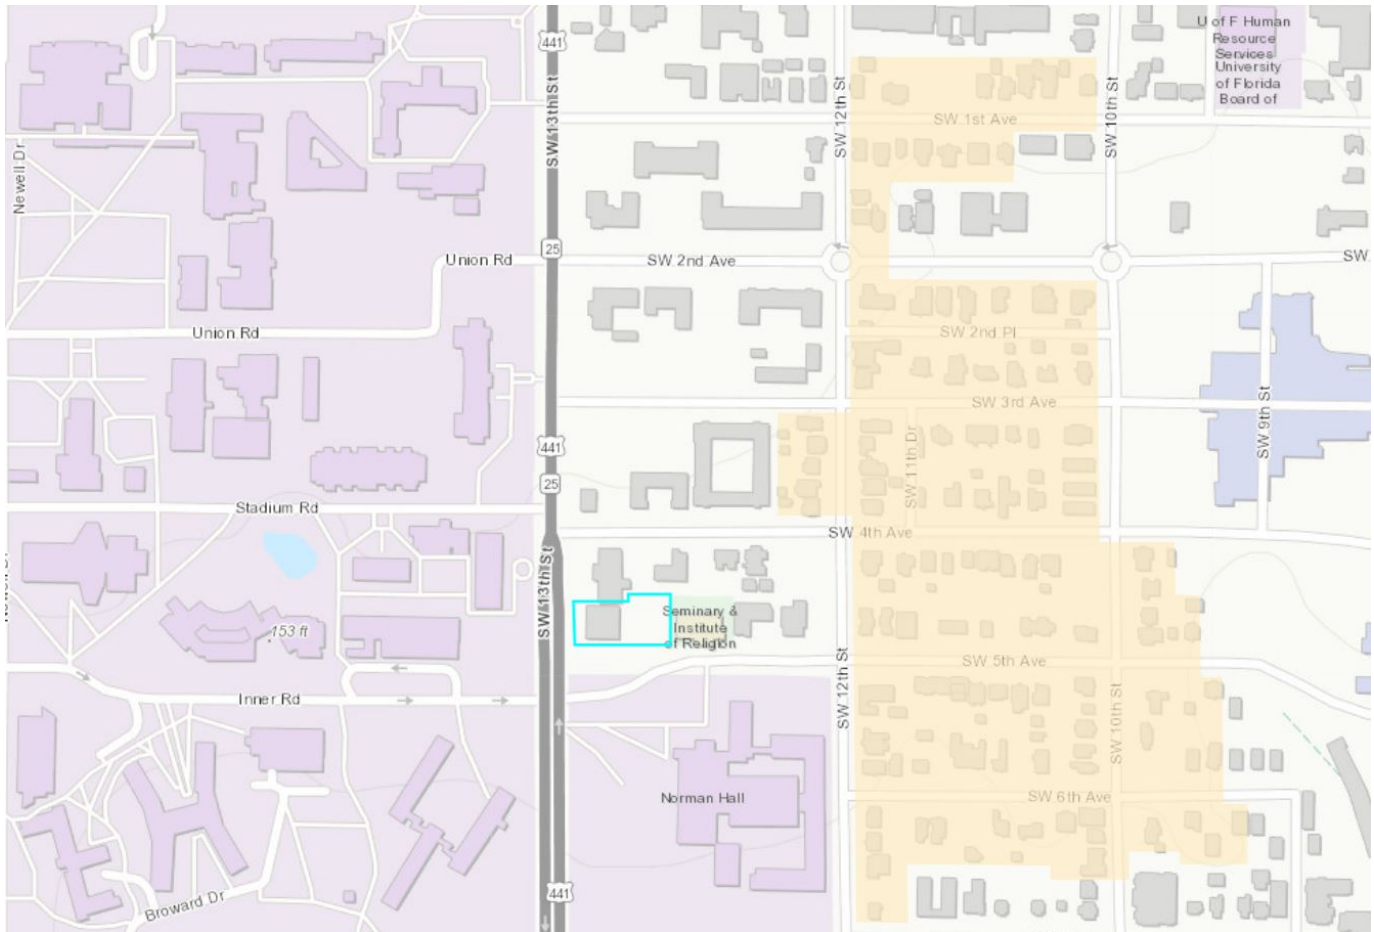 441
U of F Human
Resource
Services
University
of Florida
Board of
SW 13th St
SW 12th St
SW 10th St
SW 1st Ave
Newell Dr
25
Union Rd
SW 2nd Ave
SW
Union Rd
SW 2nd Pl
SW 3rd Ave
SW 9th St
SW 11th Dr
441
25
Stadium Rd
SW 4th Ave
SW 13th St
153 ft
Seminary &
Institute
of Religion
SW 5th Ave
SW 12th St
SW 10th St
Inner Rd
Norman Hall
SW 6th Ave
Broward Dr
441